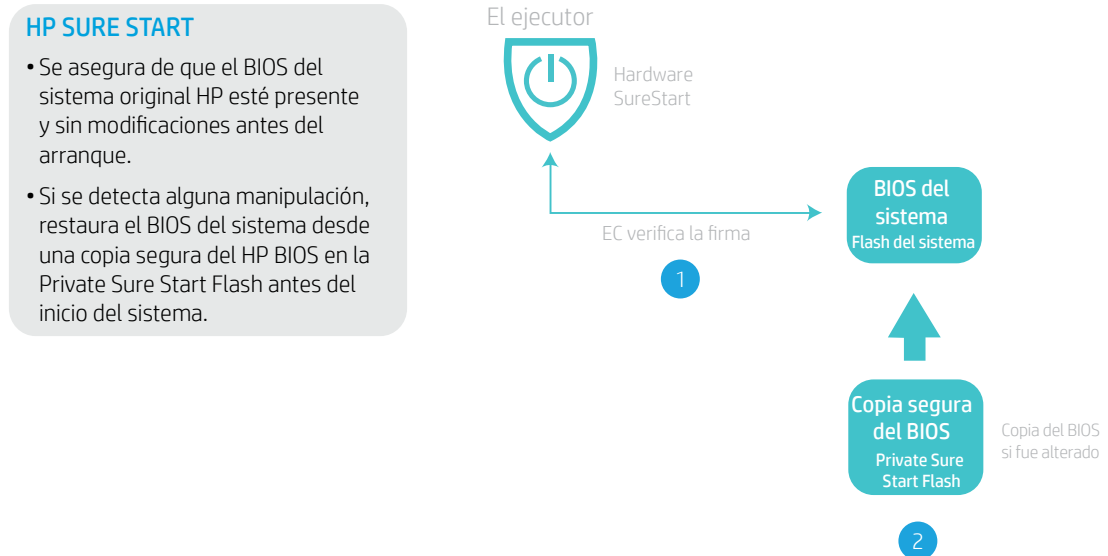 HP SURE START
• Se asegura de que el BIOS del
sistema original HP esté presente
y sin modificaciones antes del
arranque.
• Si se detecta alguna manipulación,
restaura el BIOS del sistema desde
una copia segura del HP BIOS en la
Private Sure Start Flash antes del
inicio del sistema.
El ejecutor
Hardware
SureStart
EC verifica la firma
1
BIOS del
sistema
Flash del sistema
Copia segura
del BIOS
Private Sure
Start Flash
Copia del BIOS
si fue alterado
2